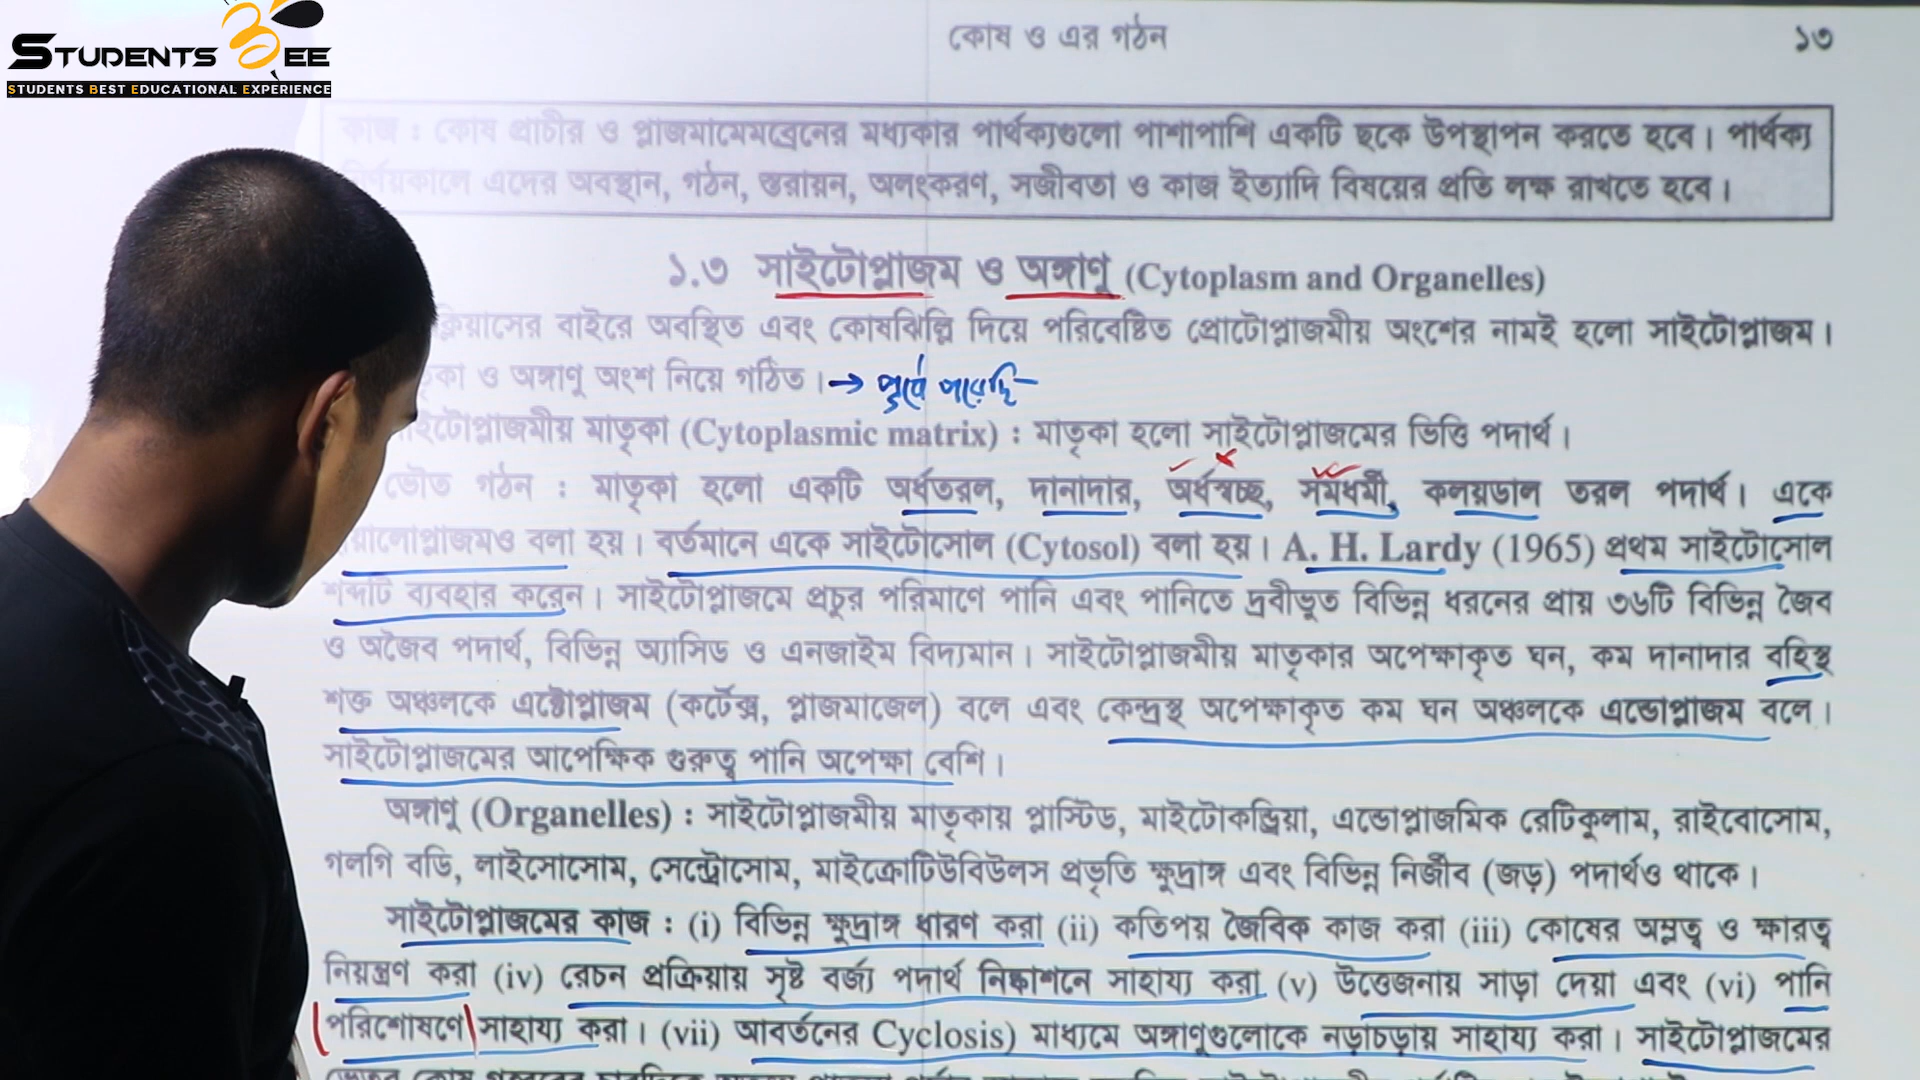 STUDENTS BEE
STUDENTS BEST EDUCATIONAL EXPERIENCE
কোষ ও এর গঠন ১৩
কাজ : কোষ প্রাচীর ও প্লাজমামেমব্রেনের মধ্যকার পার্থক্যগুলো পাশাপাশি একটি ছকে উপস্থাপন করতে হবে। পার্থক্য
নির্ণয়কালে এদের অবস্থান, গঠন, স্তরায়ন, অলংকরণ, সজীবতা ও কাজ ইত্যাদি বিষয়ের প্রতি লক্ষ রাখতে হবে।
১.৩ সাইটোপ্লাজম ও অঙ্গাণু (Cytoplasm and Organelles)
ক্লিয়াসের বাইরে অবস্থিত এবং কোষঝিল্লি দিয়ে পরিবেষ্টিত প্রোটোপ্লাজমীয় অংশের নামই হলো সাইটোপ্লাজম।
তৃকা ও অঙ্গাণু অংশ নিয়ে গঠিত। → পূর্বে পড়েছি
সাইটোপ্লাজমীয় মাতৃকা (Cytoplasmic matrix) : মাতৃকা হলো সাইটোপ্লাজমের ভিত্তি পদার্থ।
ভৌত গঠন : মাতৃকা হলো একটি অর্ধতরল, দানাদার, অর্ধস্বচ্ছ, সমধর্মী, কলয়ডাল তরল পদার্থ। একে
য়ালোপ্লাজমও বলা হয়। বর্তমানে একে সাইটোসোল (Cytosol) বলা হয়। A. H. Lardy (1965) প্রথম সাইটোসোল
শব্দটি ব্যবহার করেন। সাইটোপ্লাজমে প্রচুর পরিমাণে পানি এবং পানিতে দ্রবীভূত বিভিন্ন ধরনের প্রায় ৩৬টি বিভিন্ন জৈব
ও অজৈব পদার্থ, বিভিন্ন অ্যাসিড ও এনজাইম বিদ্যমান। সাইটোপ্লাজমীয় মাতৃকার অপেক্ষাকৃত ঘন, কম দানাদার বহিস্থ
শক্ত অঞ্চলকে এক্টোপ্লাজম (কর্টেক্স, প্লাজমাজেল) বলে এবং কেন্দ্রস্থ অপেক্ষাকৃত কম ঘন অঞ্চলকে এন্ডোপ্লাজম বলে।
সাইটোপ্লাজমের আপেক্ষিক গুরুত্ব পানি অপেক্ষা বেশি।
অঙ্গাণু (Organelles) : সাইটোপ্লাজমীয় মাতৃকায় প্লাস্টিড, মাইটোকন্ড্রিয়া, এন্ডোপ্লাজমিক রেটিকুলাম, রাইবোসোম,
গলগি বডি, লাইসোসোম, সেন্ট্রোসোম, মাইক্রোটিউবিউলস প্রভৃতি ক্ষুদ্রাঙ্গ এবং বিভিন্ন নির্জীব (জড়) পদার্থও থাকে।
সাইটোপ্লাজমের কাজ : (i) বিভিন্ন ক্ষুদ্রাঙ্গ ধারণ করা (ii) কতিপয় জৈবিক কাজ করা (iii) কোষের অম্লত্ব ও ক্ষারত্ব
নিয়ন্ত্রণ করা (iv) রেচন প্রক্রিয়ায় সৃষ্ট বর্জ্য পদার্থ নিষ্কাশনে সাহায্য করা (v) উত্তেজনায় সাড়া দেয়া এবং (vi) পানি
পরিশোষণে সাহায্য করা। (vii) আবর্তনের Cyclosis) মাধ্যমে অঙ্গাণুগুলোকে নড়াচড়ায় সাহায্য করা। সাইটোপ্লাজমের